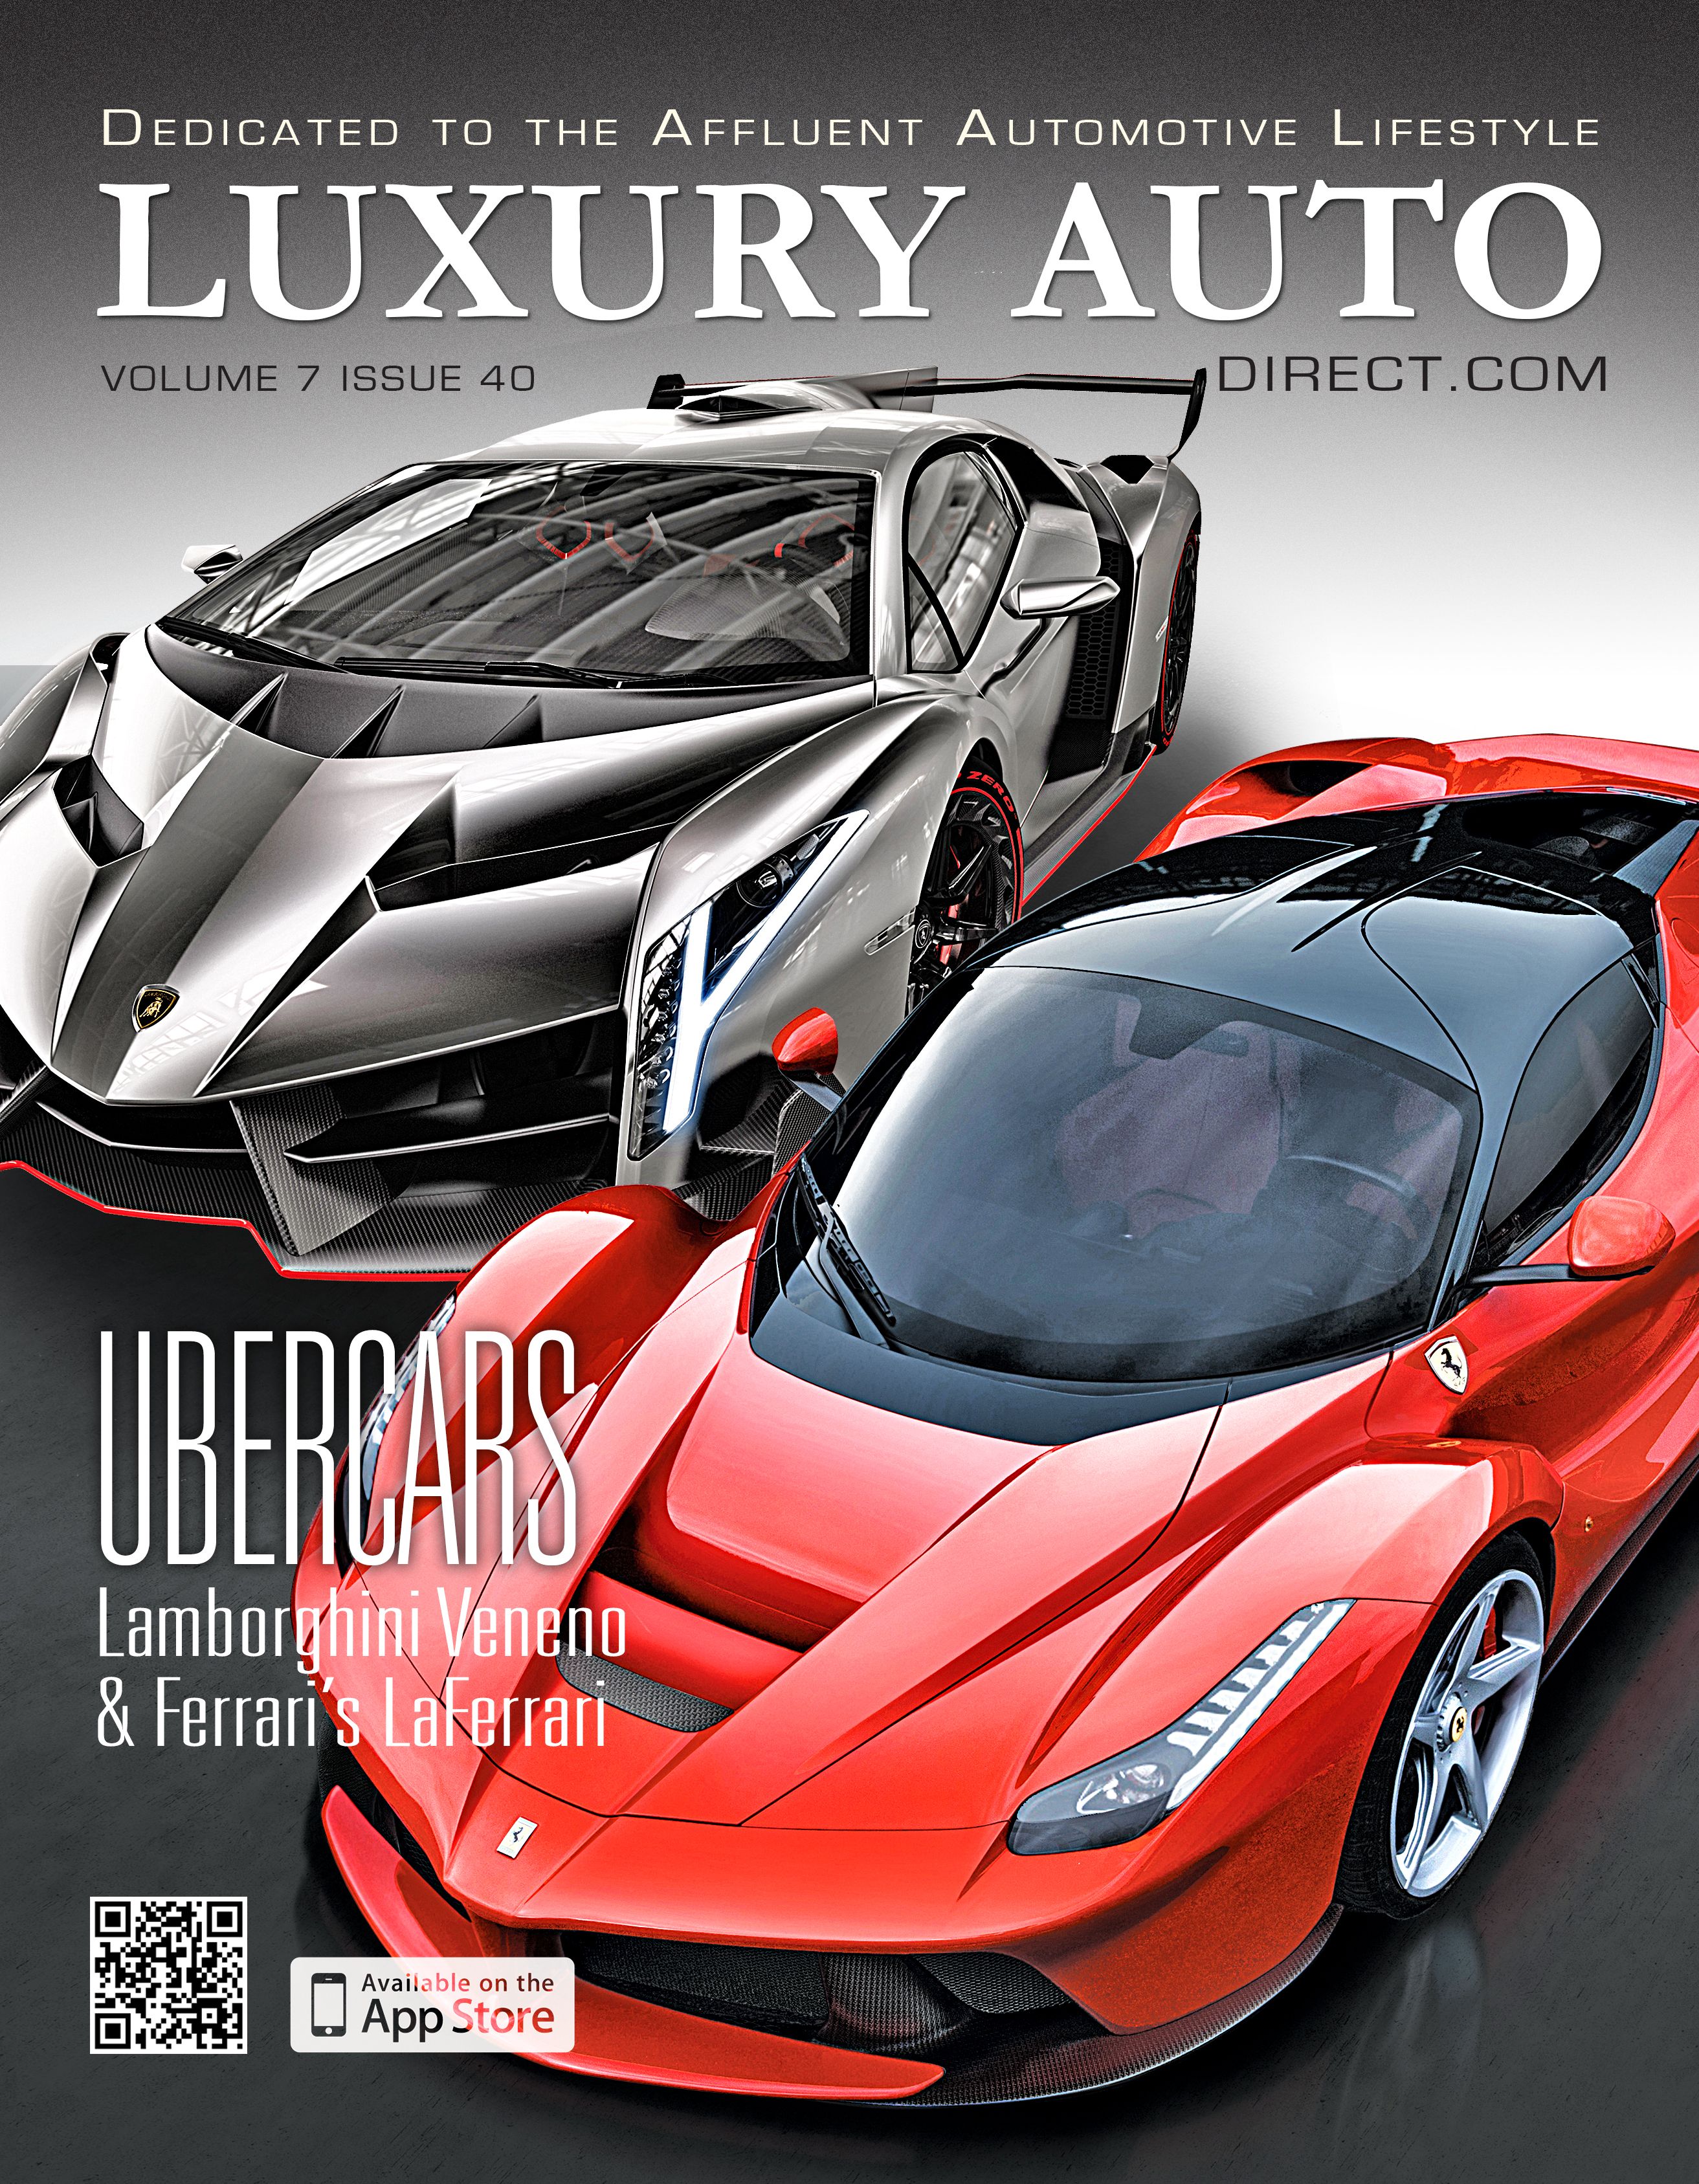 DEDICATED TO THE AFFLUENT AUTOMOTIVE LIFESTYLE
LUXURY AUTO
VOLUME 7 ISSUE 40
DIRECT.COM
ZERO
UBERCARS
Lamborghini Veneno
& Ferrari's LaFerrari
Available on the
App Store